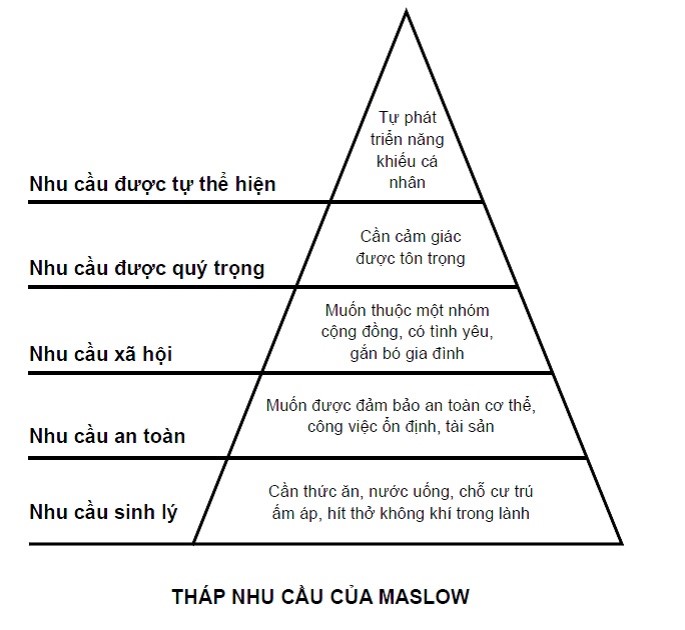 Tự phát
triển năng
khiếu cá
nhân
Nhu cầu được tự thể hiện
Cần cảm giác
được tôn trọng
Nhu cầu được quý trọng
Muốn thuộc một nhóm
cộng đồng, có tình yêu,
gắn bó gia đình
Nhu cầu xã hội
Muốn được đảm bảo an toàn cơ thể,
công việc ổn định, tài sản
Nhu cầu an toàn
Cần thức ăn, nước uống, chỗ cư trú
ấm áp, hít thở không khí trong lành
Nhu cầu sinh lý
THÁP NHU CẦU CỦA MASLOW